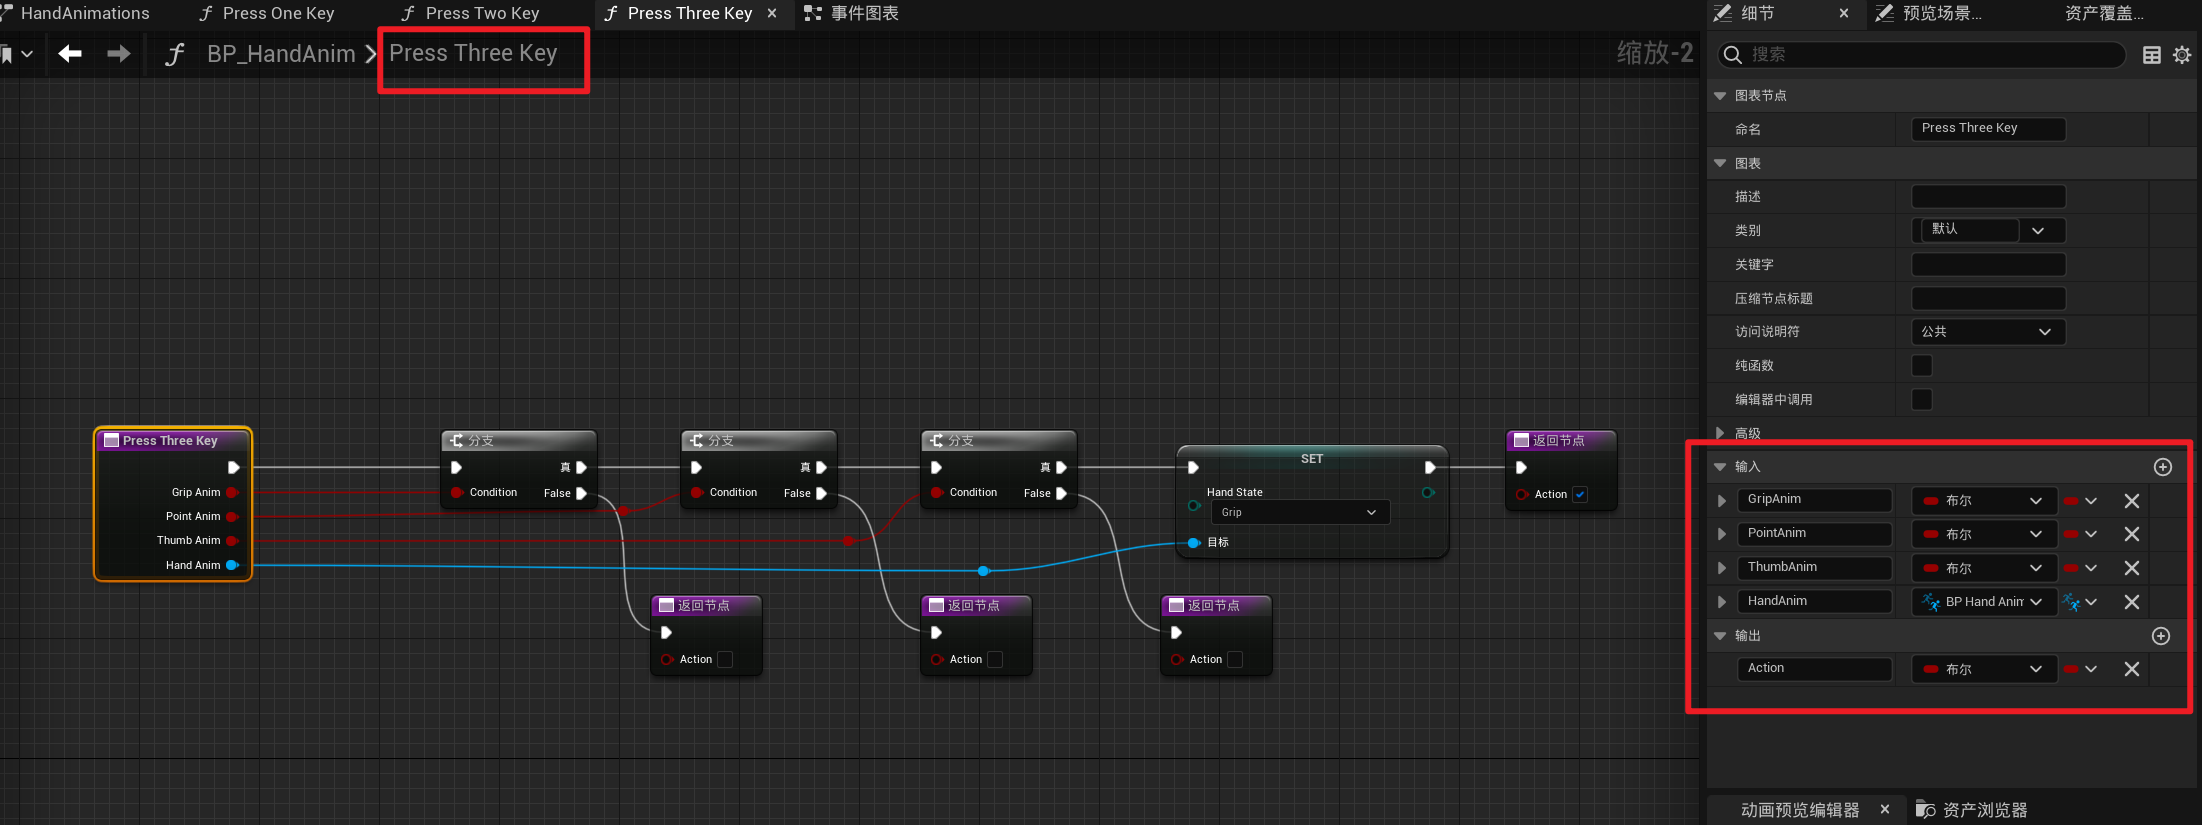 HandAnimations
Press One Key
Press Two Key
Press Three Key
事件图表
BP_HandAnim
Press Three Key
缩放-2
Press Three Key
Grip Anim
Point Anim
Thumb Anim
Hand Anim
分支
真
Condition
False
分支
真
Condition
False
分支
真
Condition
False
SET
Hand State
Grip
目标
返回节点
Action
返回节点
Action
返回节点
Action
返回节点
Action
细节
预览场景...
资产覆盖...
搜索
图表节点
命名
Press Three Key
图表
描述
类别
默认
关键字
压缩节点标题
访问说明符
公共
纯函数
编辑器中调用
高级
输入
GripAnim
布尔
PointAnim
布尔
ThumbAnim
布尔
HandAnim
BP Hand Anim
输出
Action
布尔
动画预览编辑器
资产浏览器